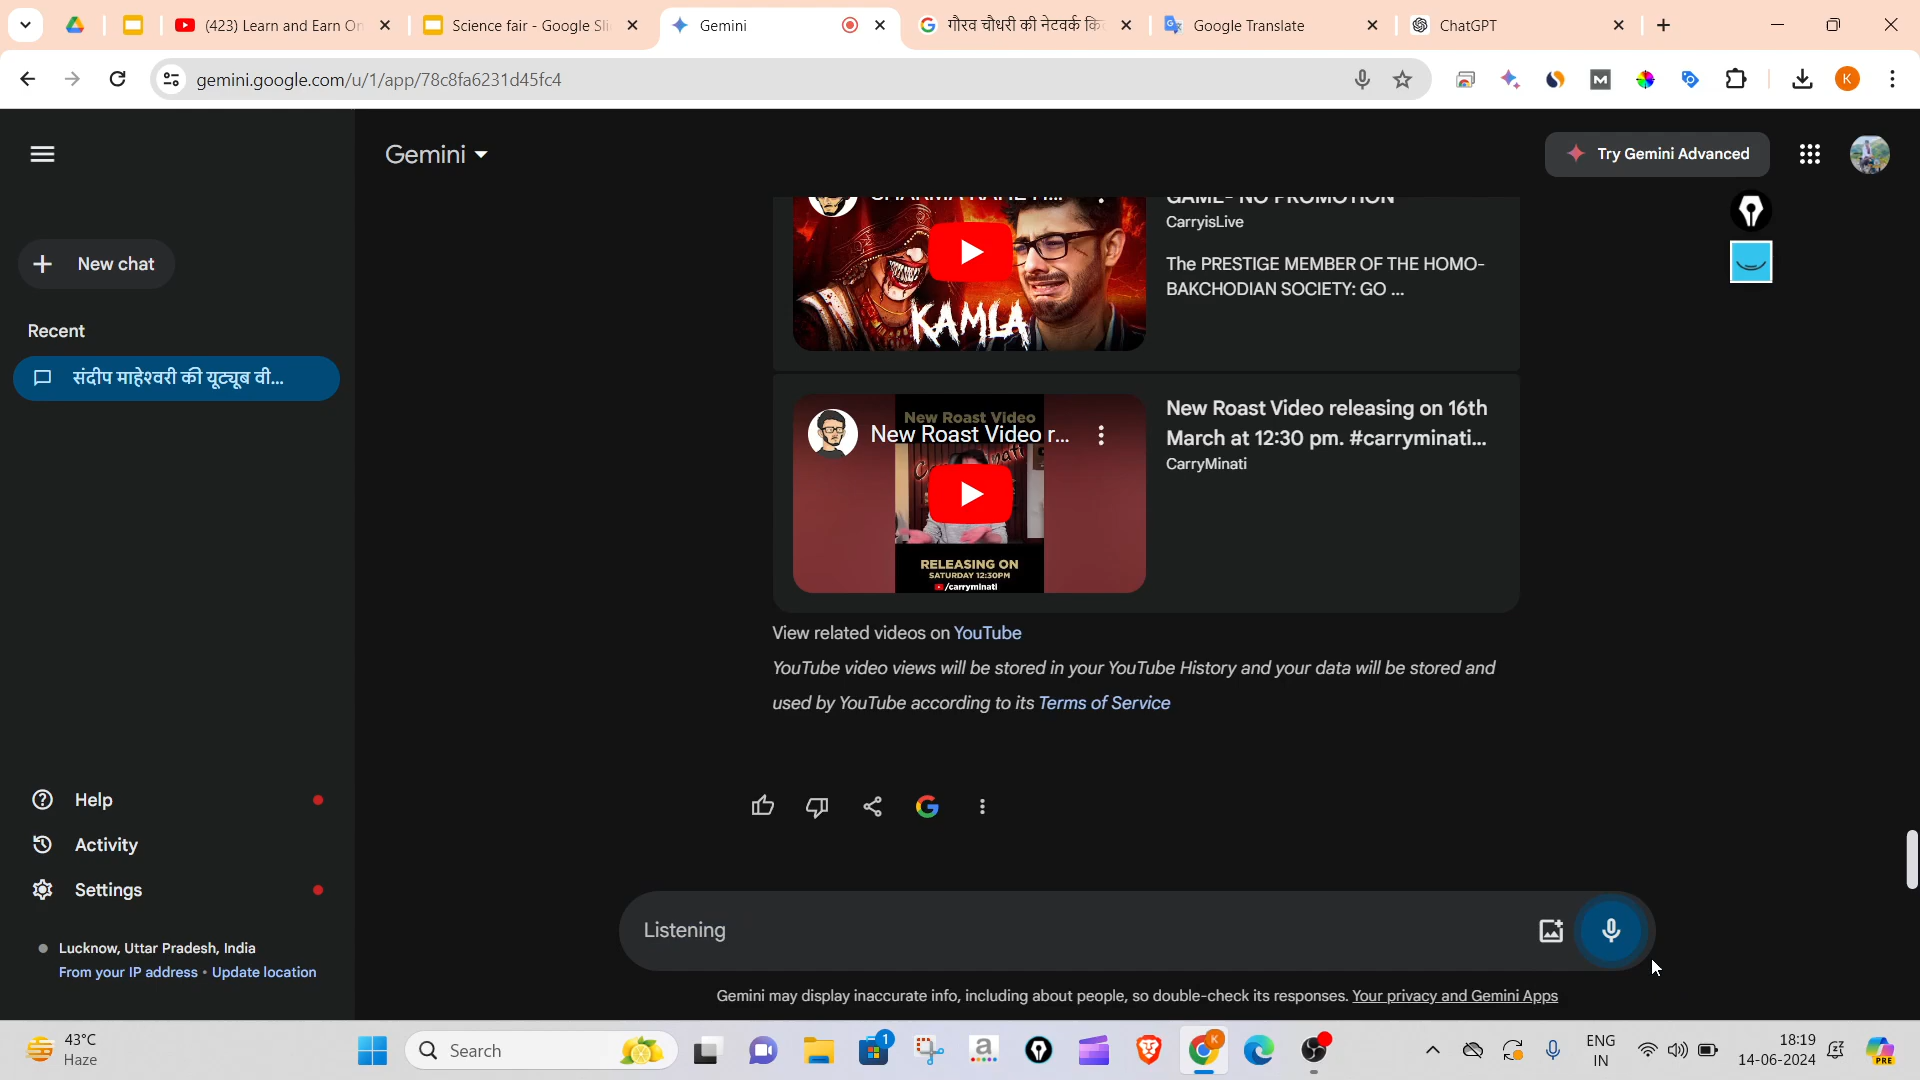 (423) Learn and Earn On
Science fair - Google Sli
Gemini
गौरव चौधरी की नेटवर्क कित
Google Translate
ChatGPT
gemini.google.com/u/1/app/78c8fa6231d45fc4
K
Gemini
Try Gemini Advanced
New chat
Recent
संदीप माहेश्वरी की यूट्यूब वी...
GAME- NO PROMOTION
CarryisLive
The PRESTIGE MEMBER OF THE HOMO-
BAKCHODIAN SOCIETY: GO ...
KAMLA
New Roast Video
New Roast Video r...
RELEASING ON
SATURDAY 12:30PM
/carryminati
New Roast Video releasing on 16th
March at 12:30 pm. #carryminati...
CarryMinati
View related videos on YouTube
YouTube video views will be stored in your YouTube History and your data will be stored and
used by YouTube according to its Terms of Service
Help
Activity
Settings
Lucknow, Uttar Pradesh, India
From your IP address • Update location
Listening
Gemini may display inaccurate info, including about people, so double-check its responses. Your privacy and Gemini Apps
43°C
Haze
Search
1
K
ENG
IN
18:19
14-06-2024
PRE